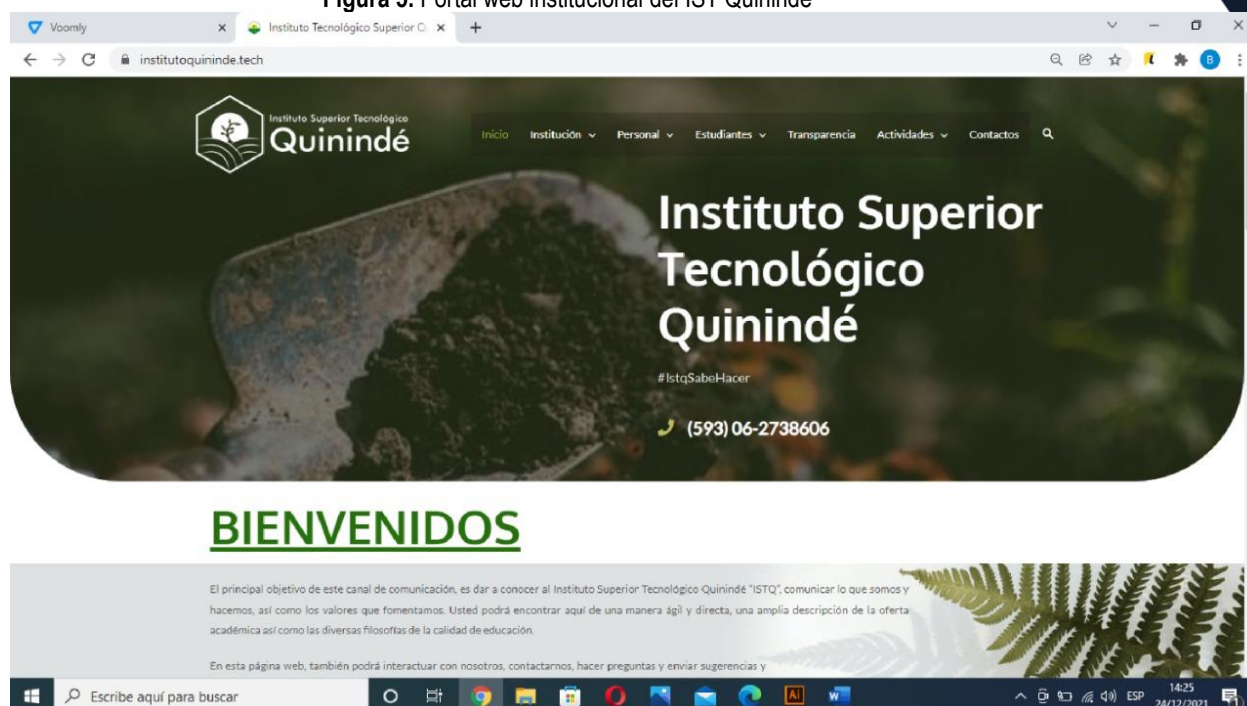 Figura 5. Portal web institucional del IST Quinindé
Voomly
Instituto Tecnológico Superior Q
institutoquininde.tech
B
Instituto Superior Tecnológico
Quinindé
Inicio Institución Personal Estudiantes Transparencia Actividades Contactos
Instituto Superior
Tecnológico
Quinindé
#IstqSabeHacer
(593) 06-2738606
BIENVENIDOS
El principal objetivo de este canal de comunicación, es dar a conocer al Instituto Superior Tecnológico Quinindé "ISTQ", comunicar lo que somos y
hacemos, así como los valores que fomentamos. Usted podrá encontrar aquí de una manera ágil y directa, una amplia descripción de la oferta
académica así como las diversas filosofías de la calidad de educación.
En esta página web, también podrá interactuar con nosotros, contactarnos, hacer preguntas y enviar sugerencias y
Escribe aquí para buscar
Ai
ESP
14:25
24/12/2021